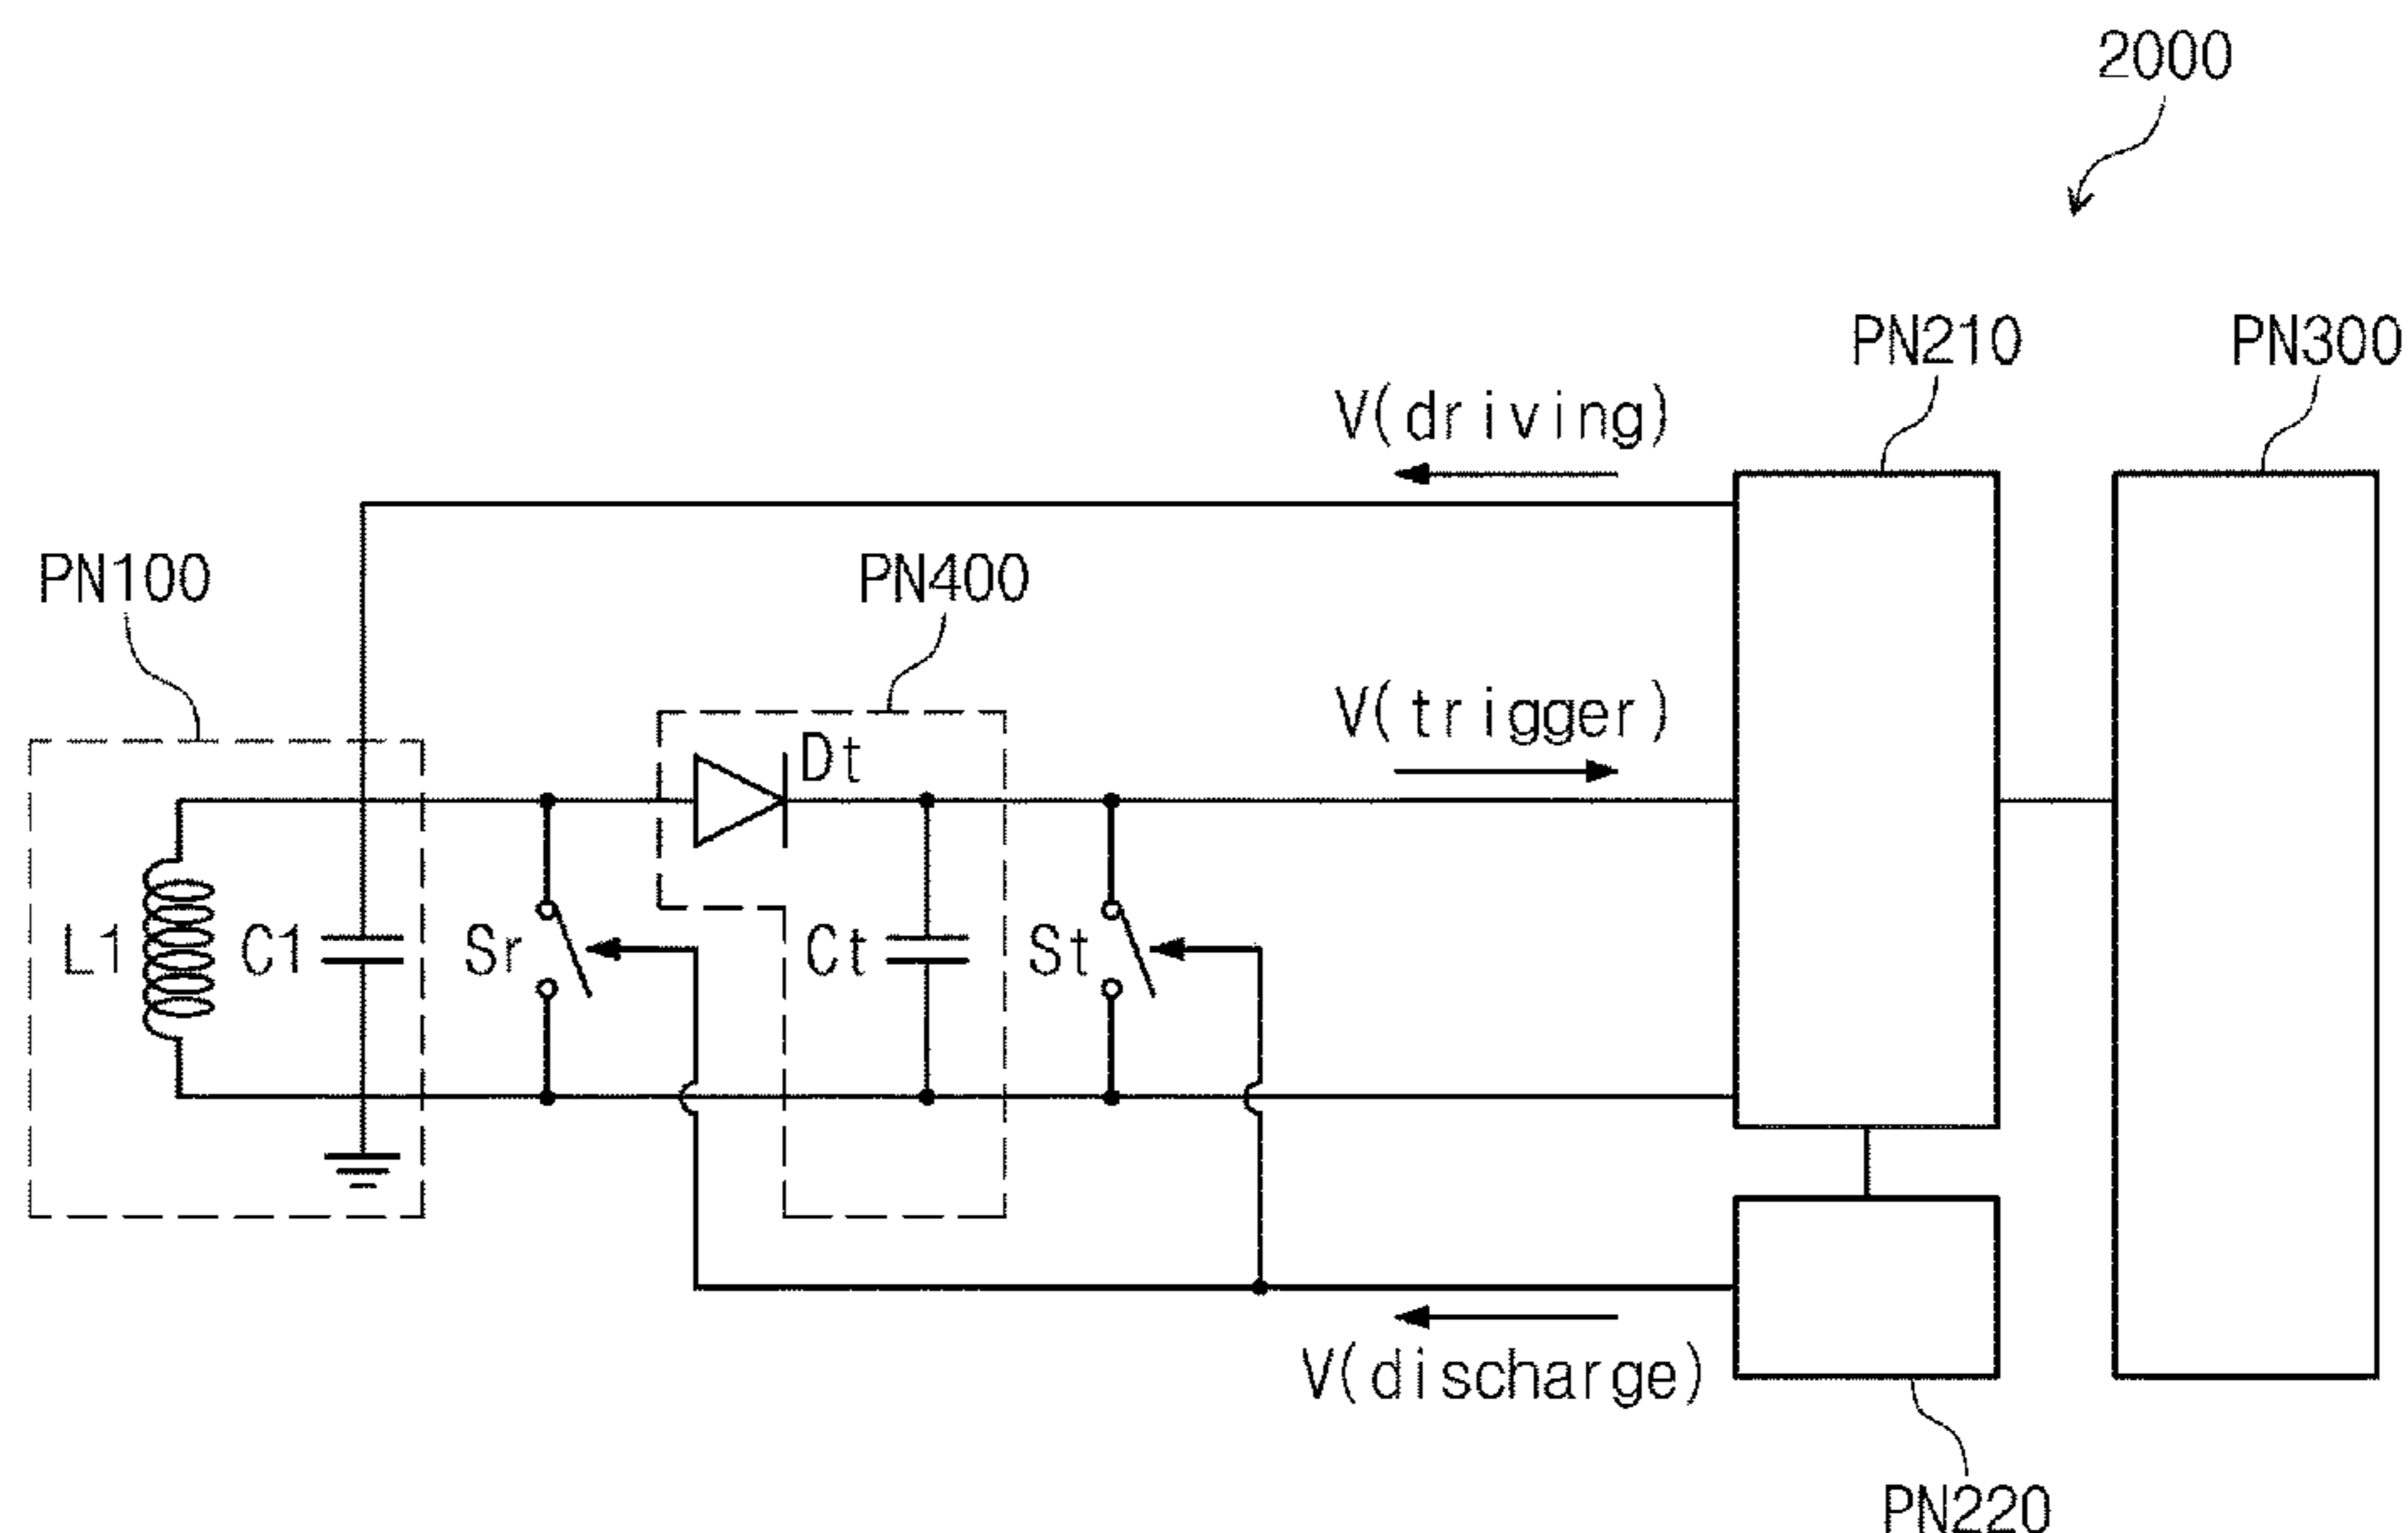 2000
PN210
PN300
V(driving)
PN100
PN400
V(trigger)
Dt
L1
C1
Sr
Ct
St
V(discharge)
PN220